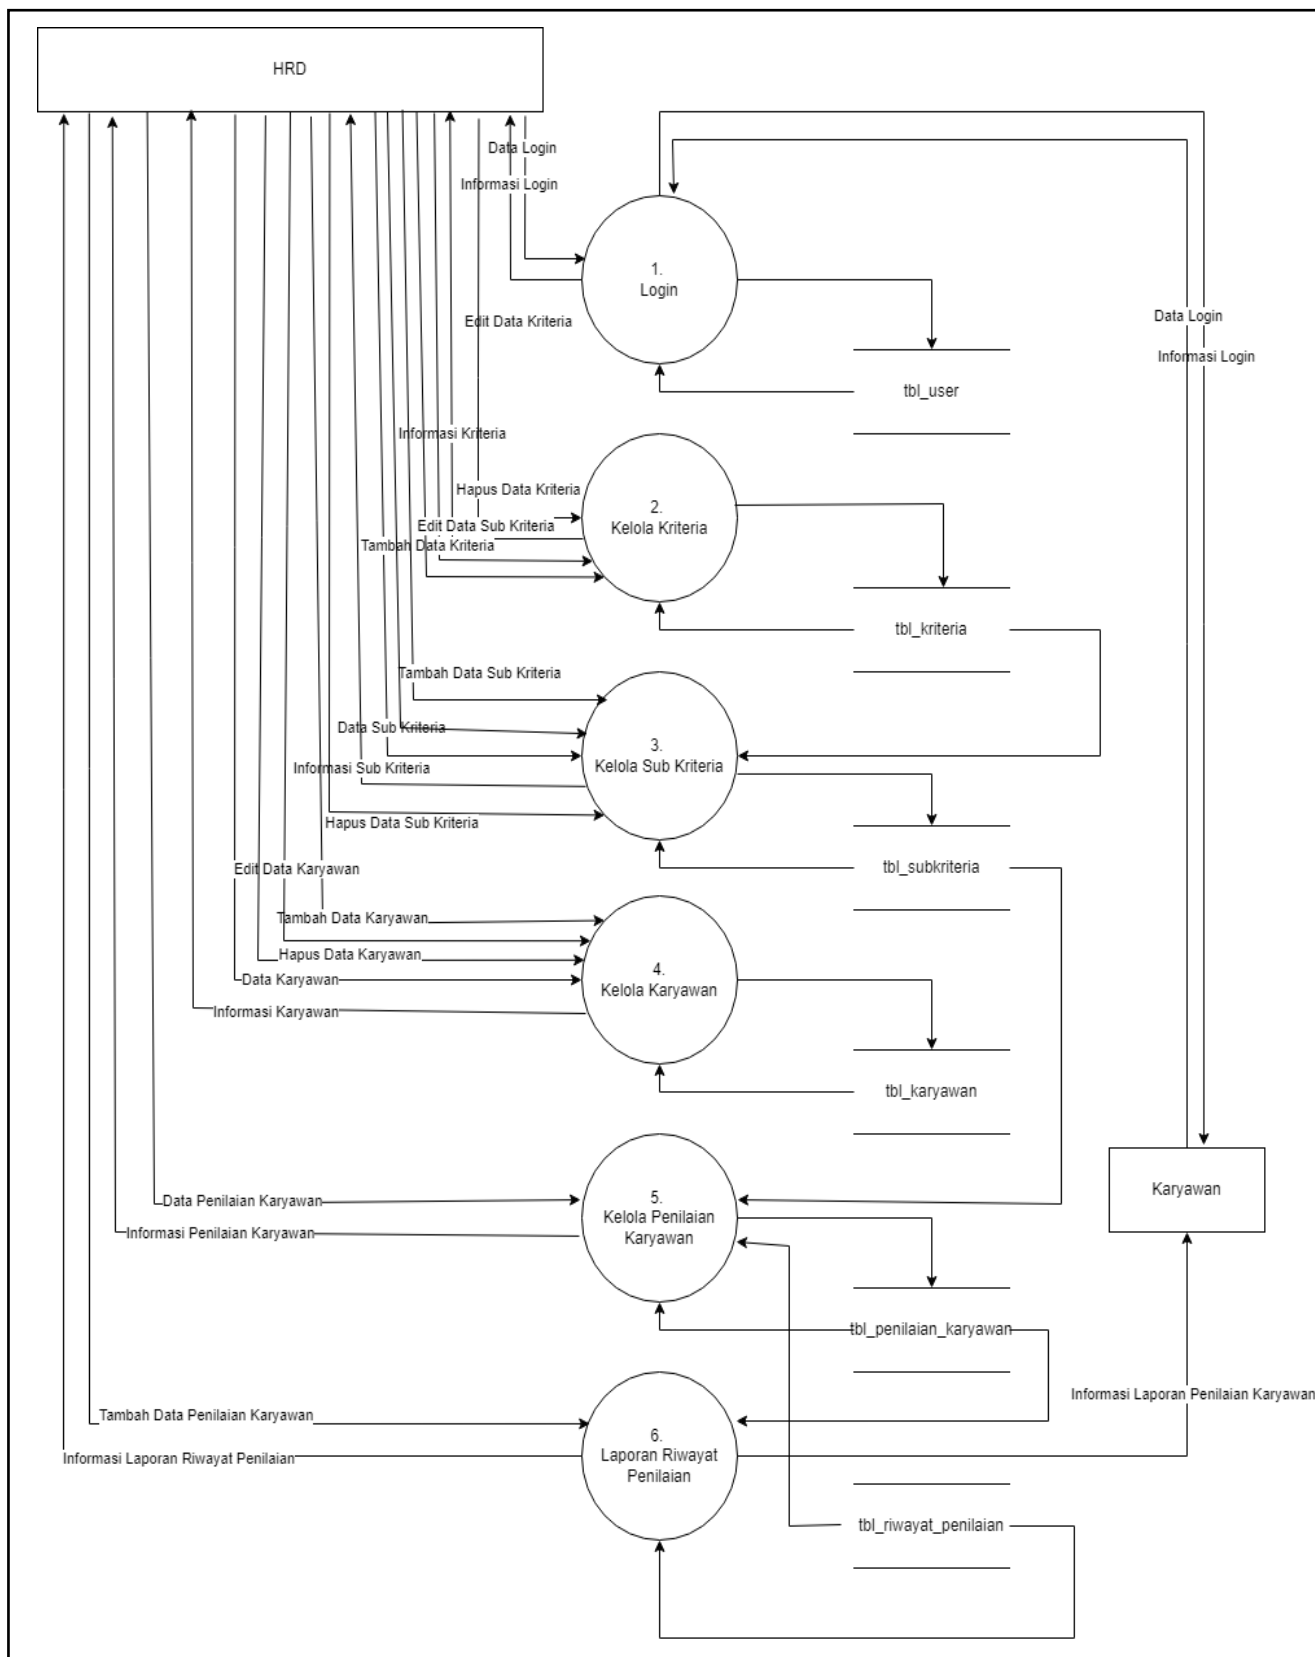 HRD
Data Login
Informasi Login
1.
Login
Edit Data Kriteria
Data Login
Informasi Login
tbl_user
Informasi Kriteria
Hapus Data Kriteria
2.
Kelola Kriteria
Edit Data Sub Kriteria
Tambah Data Kriteria
tbl_kriteria
Tambah Data Sub Kriteria
Data Sub Kriteria
3.
Kelola Sub Kriteria
Informasi Sub Kriteria
Hapus Data Sub Kriteria
tbl_subkriteria
Edit Data Karyawan
Tambah Data Karyawan
Hapus Data Karyawan
4.
Kelola Karyawan
Data Karyawan
Informasi Karyawan
tbl_karyawan
Karyawan
Data Penilaian Karyawan
5.
Kelola Penilaian
Karyawan
Informasi Penilaian Karyawan
tbl_penilaian_karyawan
Informasi Laporan Penilaian Karyawan
Tambah Data Penilaian Karyawan
6.
Laporan Riwayat
Penilaian
Informasi Laporan Riwayat Penilaian
tbl_riwayat_penilaian